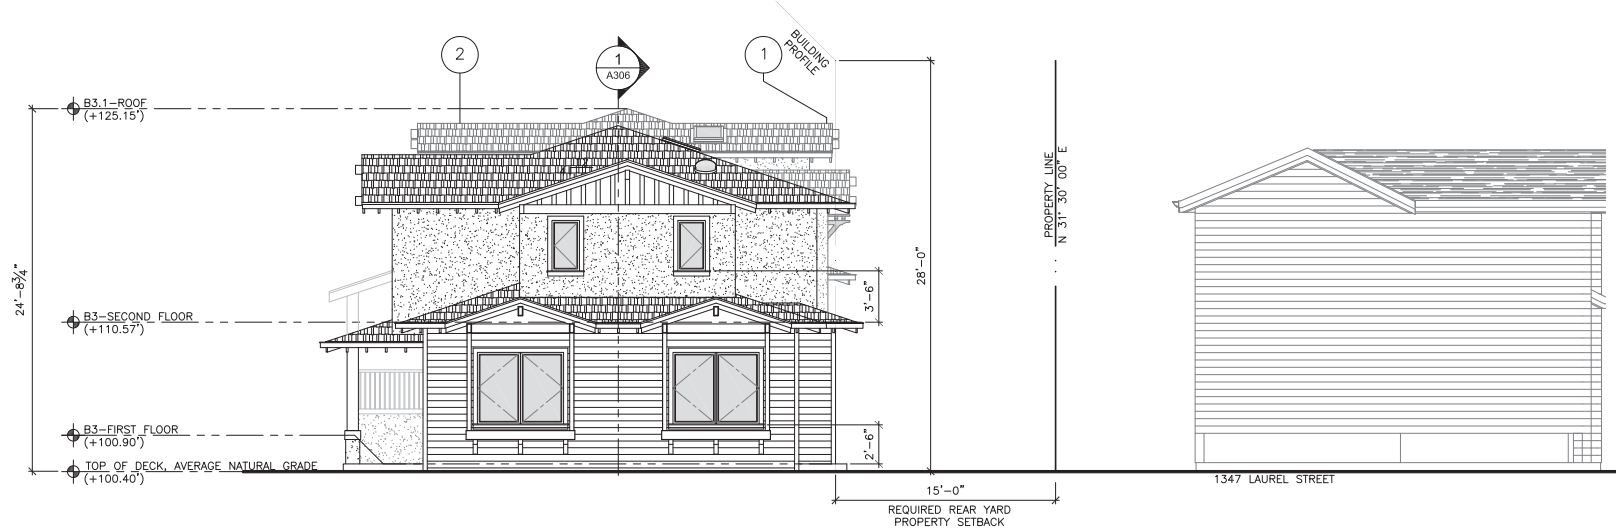 2
1
A306
1
BUILDING
PROFILE
B3.1-ROOF
(+125.15')
24'-8¾"
B3-SECOND FLOOR
(+110.57')
B3-FIRST FLOOR
(+100.90')
TOP OF DECK, AVERAGE NATURAL GRADE
(+100.40')
3'-6"
2'-6"
28'-0"
PROPERTY LINE
N 31° 30' 00" E
15'-0"
REQUIRED REAR YARD
PROPERTY SETBACK
1347 LAUREL STREET